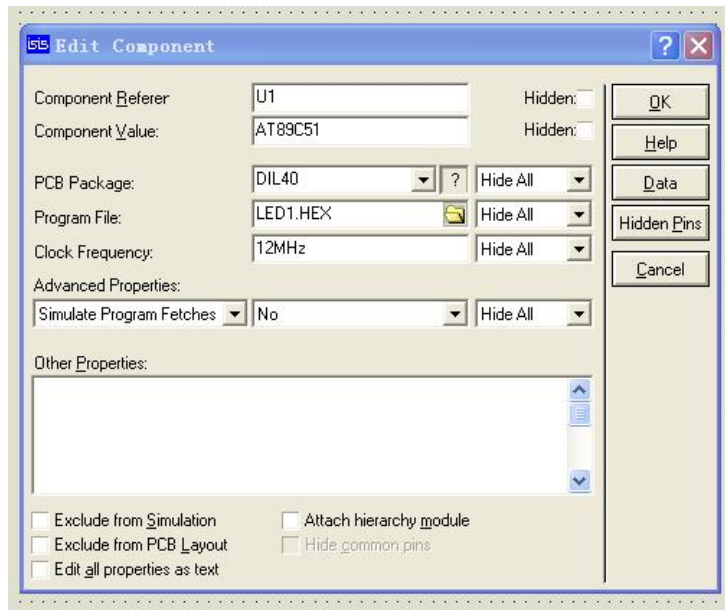 isis Edit Component ?
Component Referer U1 Hidden: OK
Component Value: AT89C51 Hidden: Help
PCB Package: DIL40 ? Hide All Data
Program File: LED1.HEX Hide All Hidden Pins
Clock Frequency: 12MHz Hide All Cancel
Advanced Properties:
Simulate Program Fetches No Hide All
Other Properties:
Exclude from Simulation Attach hierarchy module
Exclude from PCB Layout Hide common pins
Edit all properties as text